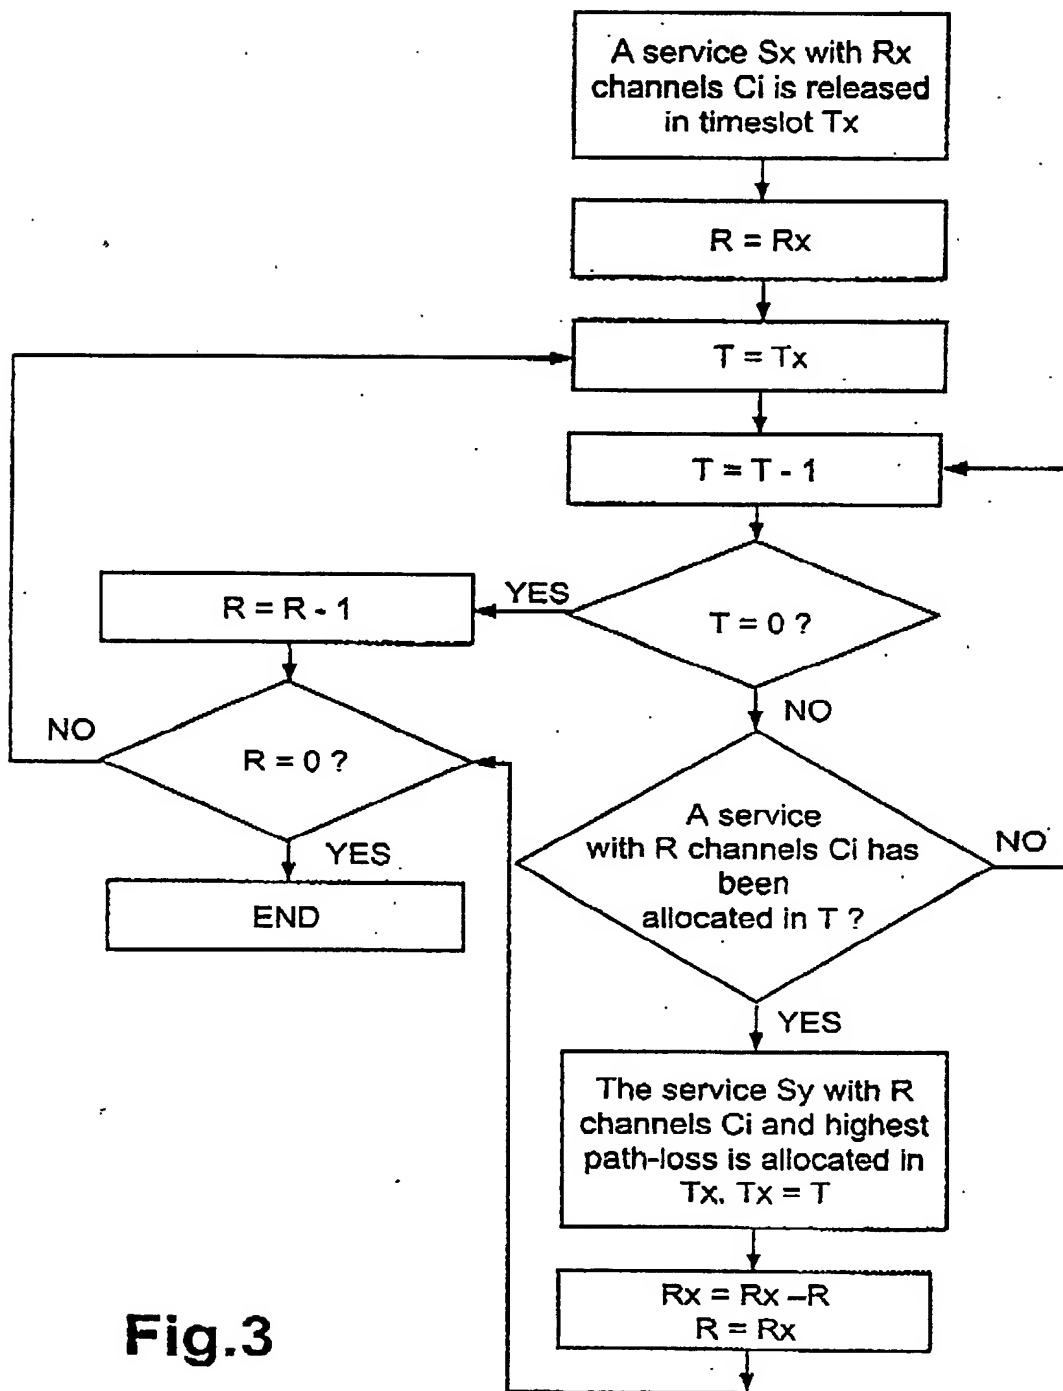 A service Sx with Rx
channels Ci is released
in timeslot Tx
R = Rx
T = Tx
T = T - 1
T = 0 ?
YES
NO
R = R - 1
R = 0 ?
NO
YES
END
A service
with R channels Ci has
been
allocated in T ?
NO
YES
The service Sy with R
channels Ci and highest
path-loss is allocated in
Tx. Tx = T
Rx = Rx –R
R = Rx
Fig.3